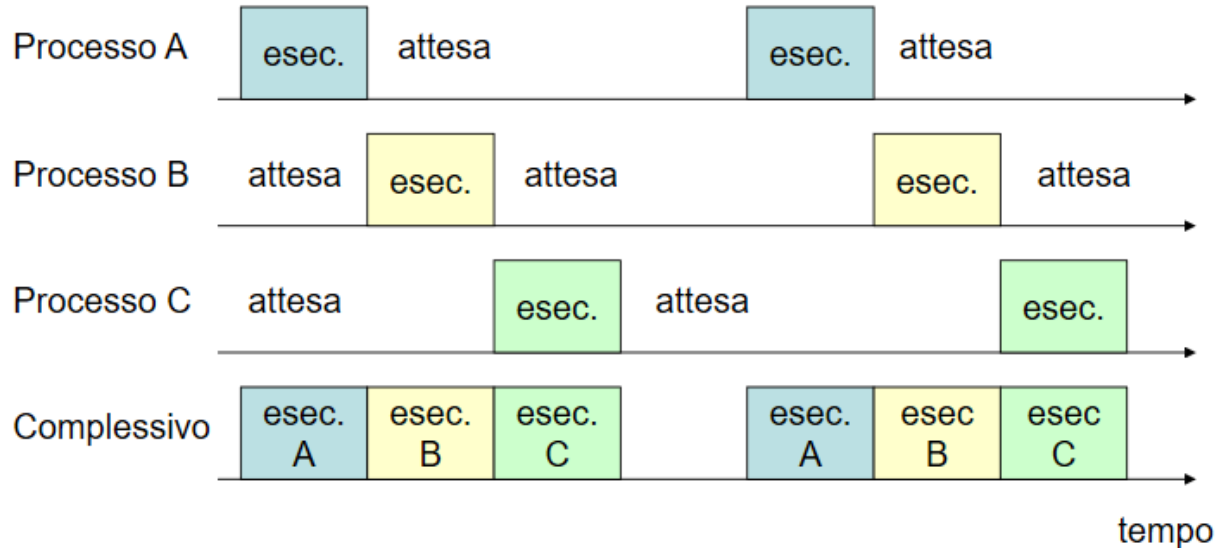 Processo A esec. attesa esec. attesa
Processo B attesa esec. attesa esec. attesa
Processo C attesa esec. attesa esec.
Complessivo esec. A esec. B esec. C esec. A esec B esec C
tempo